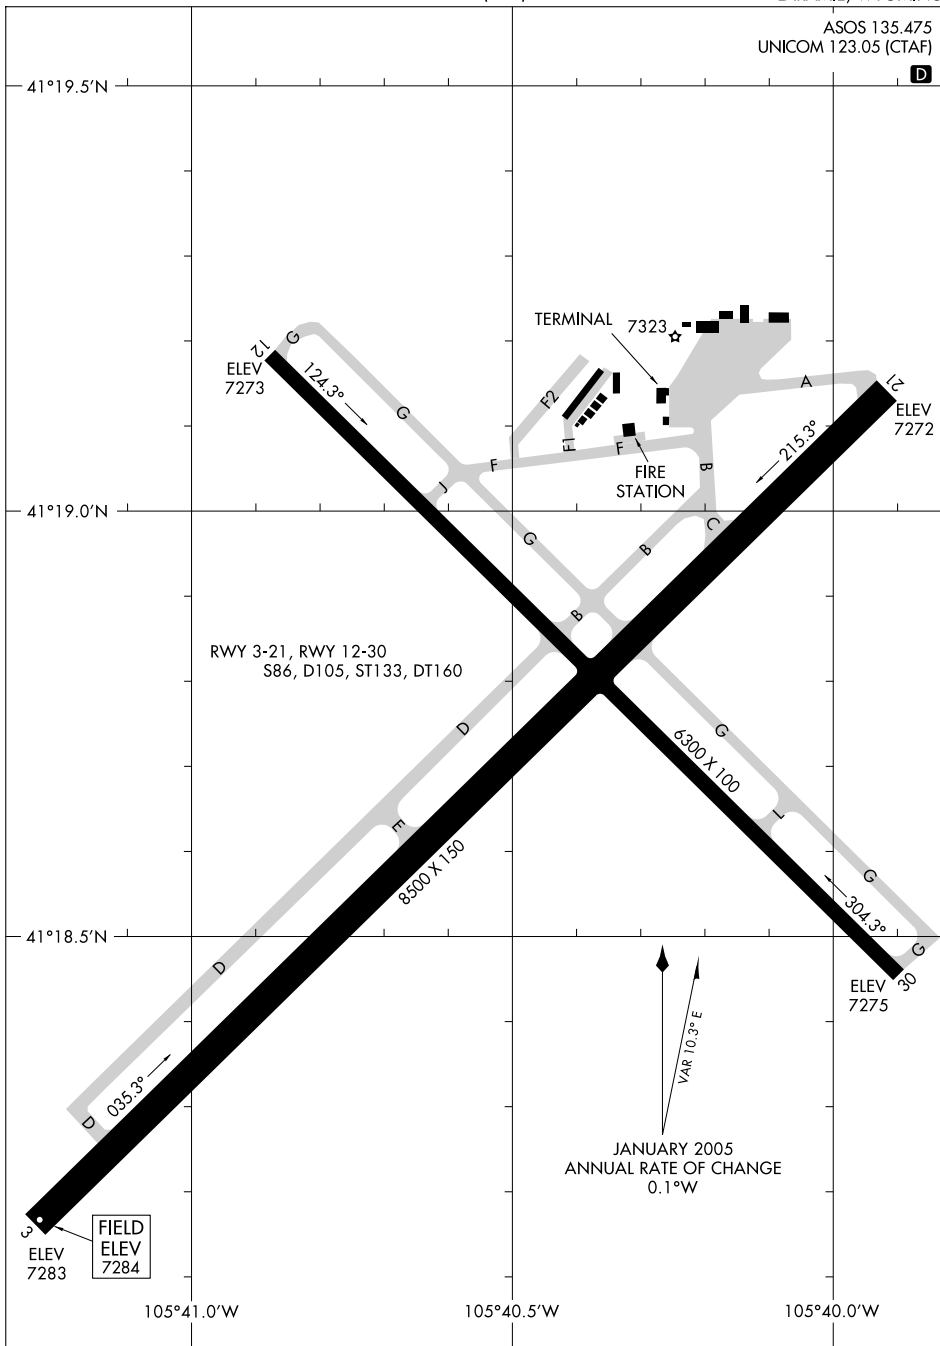 ASOS 135.475
UNICOM 123.05 (CTAF)
D
41°19.5'N
TERMINAL
7323
12
G
ELEV
7273
124.3°
G
A
21
ELEV
7272
F2
F1
F
F
215.3°
FIRE
STATION
B
J
41°19.0'N
C
G
B
B
RWY 3-21, RWY 12-30
S86, D105, ST133, DT160
D
G
6300 X 100
E
I
8500 X 150
G
304.3°
41°18.5'N
G
D
30
ELEV
7275
VAR 10.3° E
035.3°
D
JANUARY 2005
ANNUAL RATE OF CHANGE
0.1°W
3
FIELD
ELEV
7284
ELEV
7283
105°41.0'W
105°40.5'W
105°40.0'W